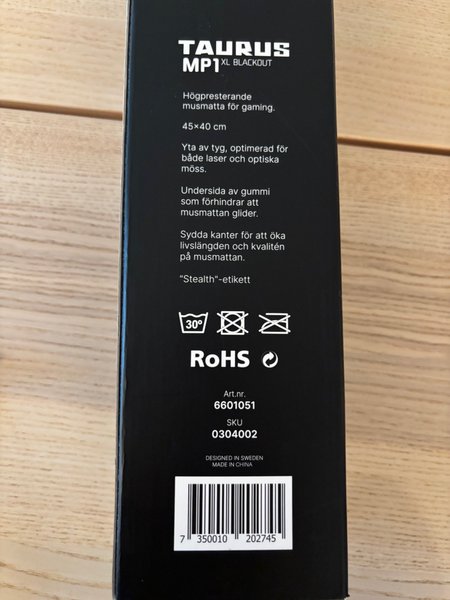 TAURUS
MP1 XL BLACKOUT
Högpresterande
musmatta för gaming.
45×40 cm
Yta av tyg, optimerad för
både laser och optiska
möss.
Undersida av gummi
som förhindrar att
musmattan glider.
Sydda kanter för att öka
livslängden och kvalitén
på musmattan.
"Stealth"-etikett
30°
RoHS
Art.nr.
6601051
SKU
0304002
DESIGNED IN SWEDEN
MADE IN CHINA
7 350010 202745